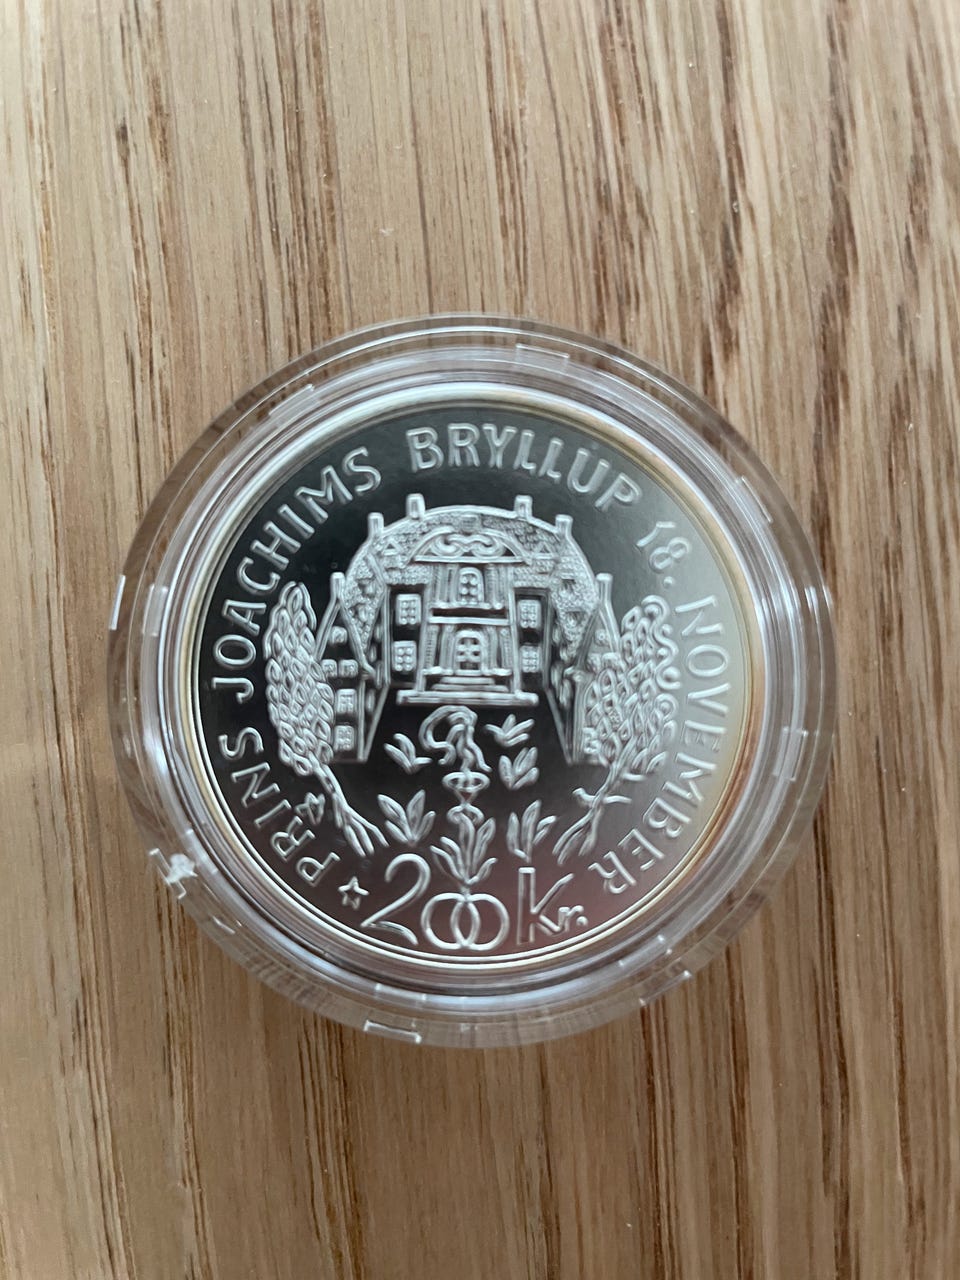 PRINS JOACHIMS BRYLLUP 18. NOVEMBER
200 Kr.